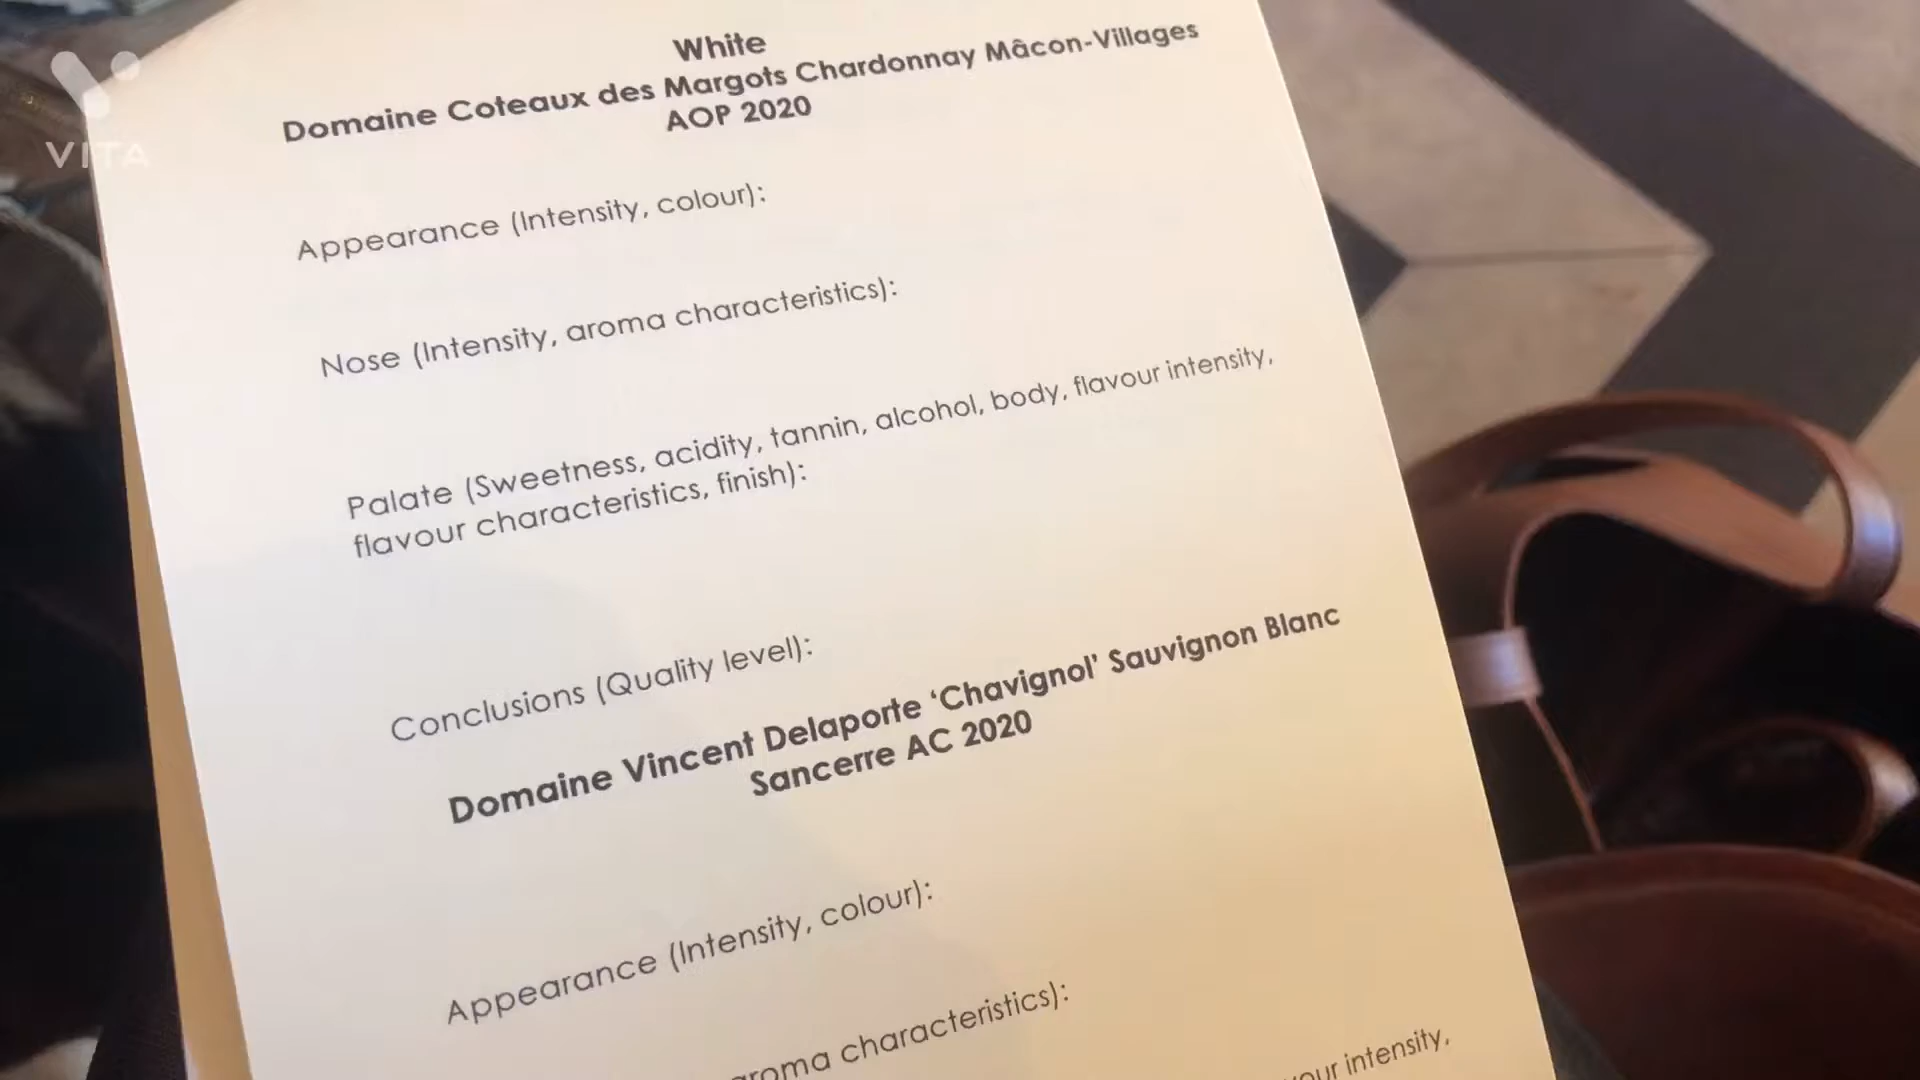 VITA
White
Domaine Coteaux des Margots Chardonnay Mâcon-Villages
AOP 2020
Appearance (Intensity, colour):
Nose (Intensity, aroma characteristics):
Palate (Sweetness, acidity, tannin, alcohol, body, flavour intensity,
flavour characteristics, finish):
Conclusions (Quality level):
Domaine Vincent Delaporte ‘Chavignol’ Sauvignon Blanc
Sancerre AC 2020
Appearance (Intensity, colour):
aroma characteristics):
intensity,